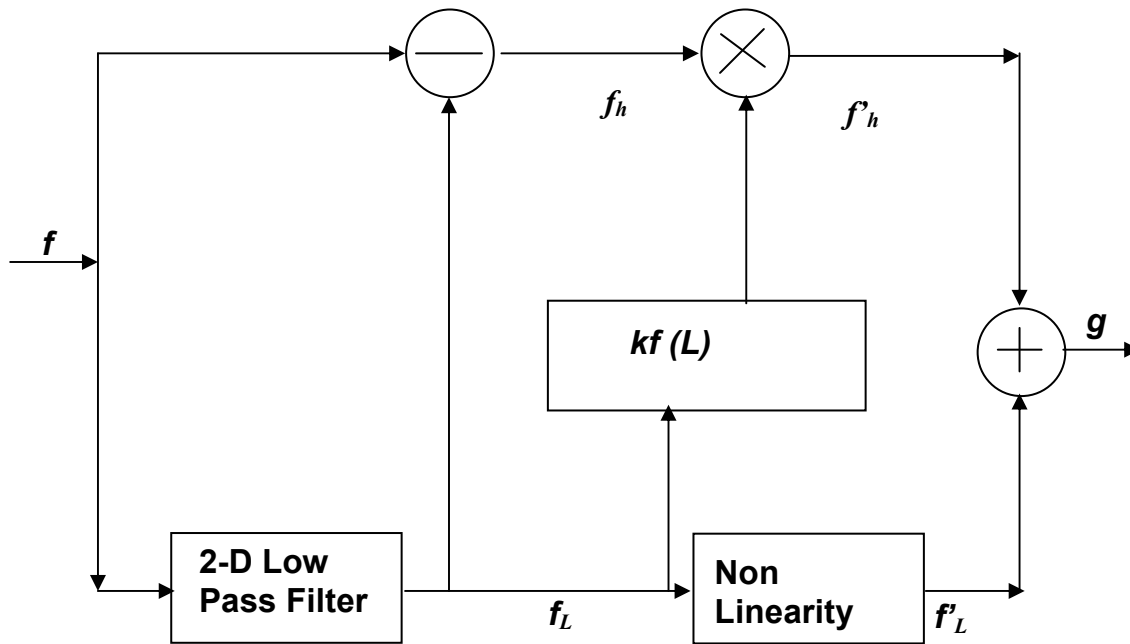 f
f_h
f'_h
kf (L)
g
2-D Low
Pass Filter
f_L
Non
Linearity
f'_L